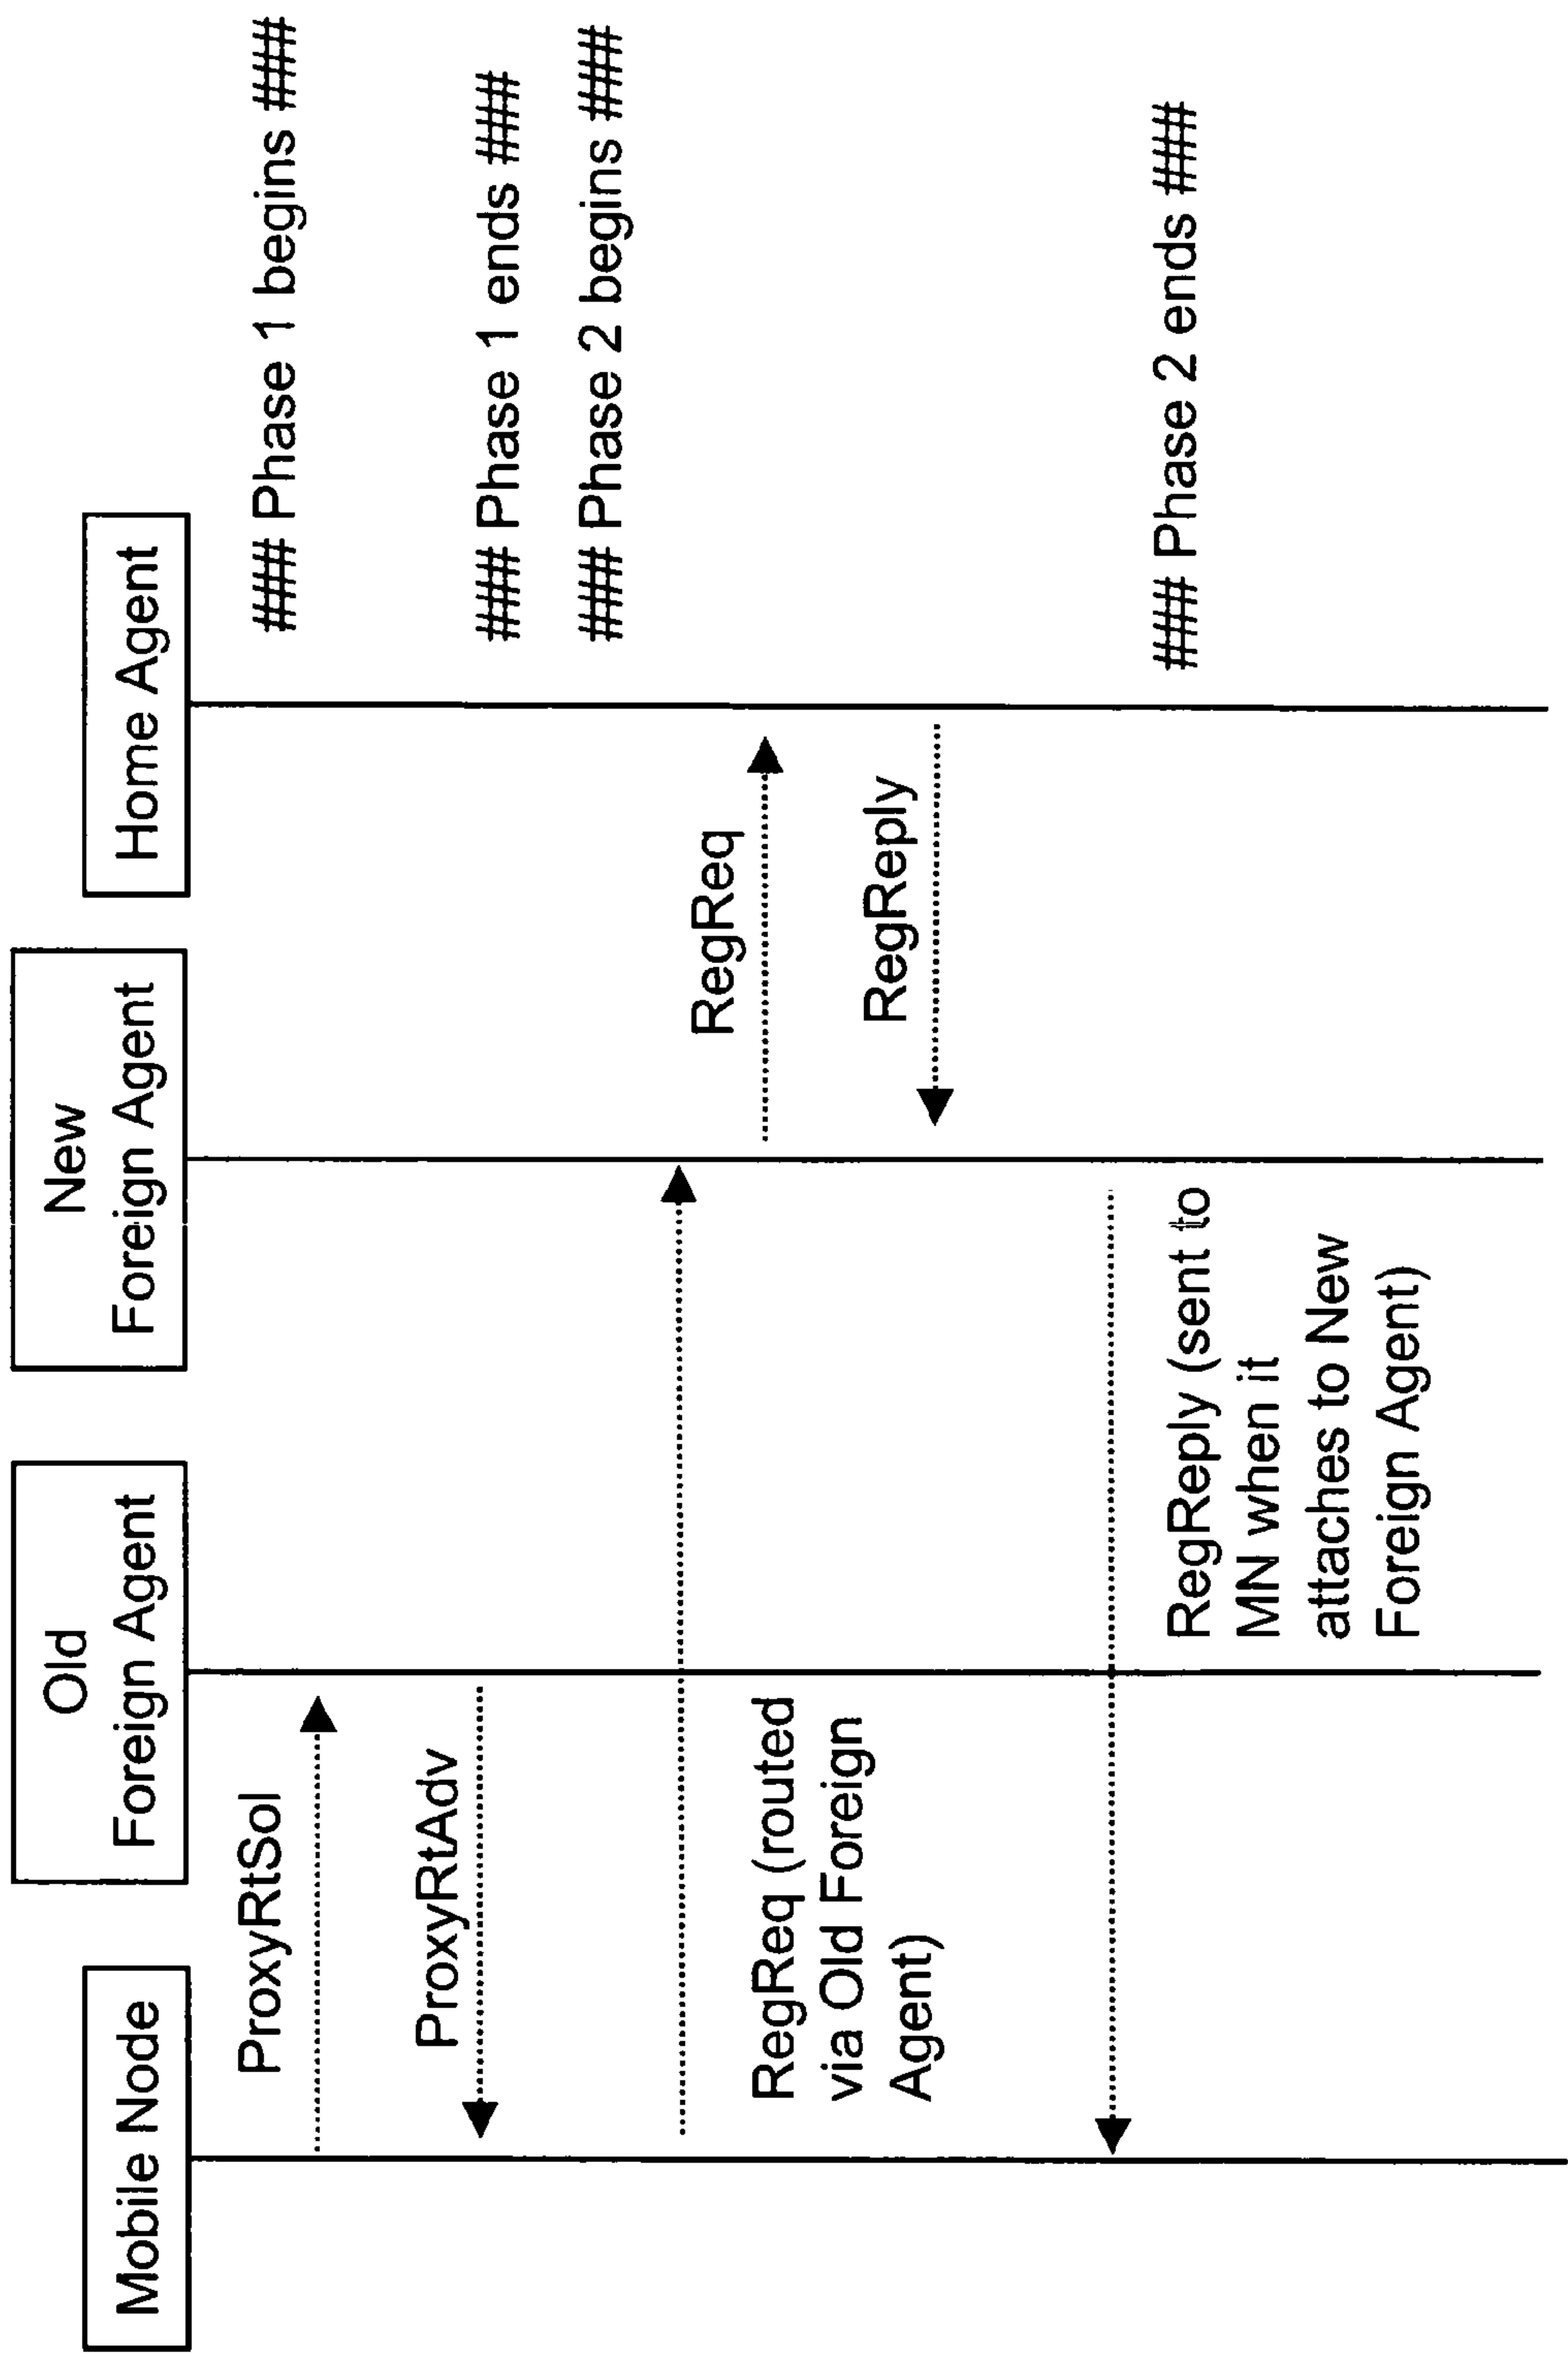 Mobile Node
Old
Foreign Agent
New
Foreign Agent
Home Agent
### Phase 1 begins ###
ProxyRtSol
ProxyRtAdv
### Phase 1 ends ###
### Phase 2 begins ###
RegReq (routed
via Old Foreign
Agent)
RegReq
RegReply
RegReply (sent to
MN when it
attaches to New
Foreign Agent)
### Phase 2 ends ###